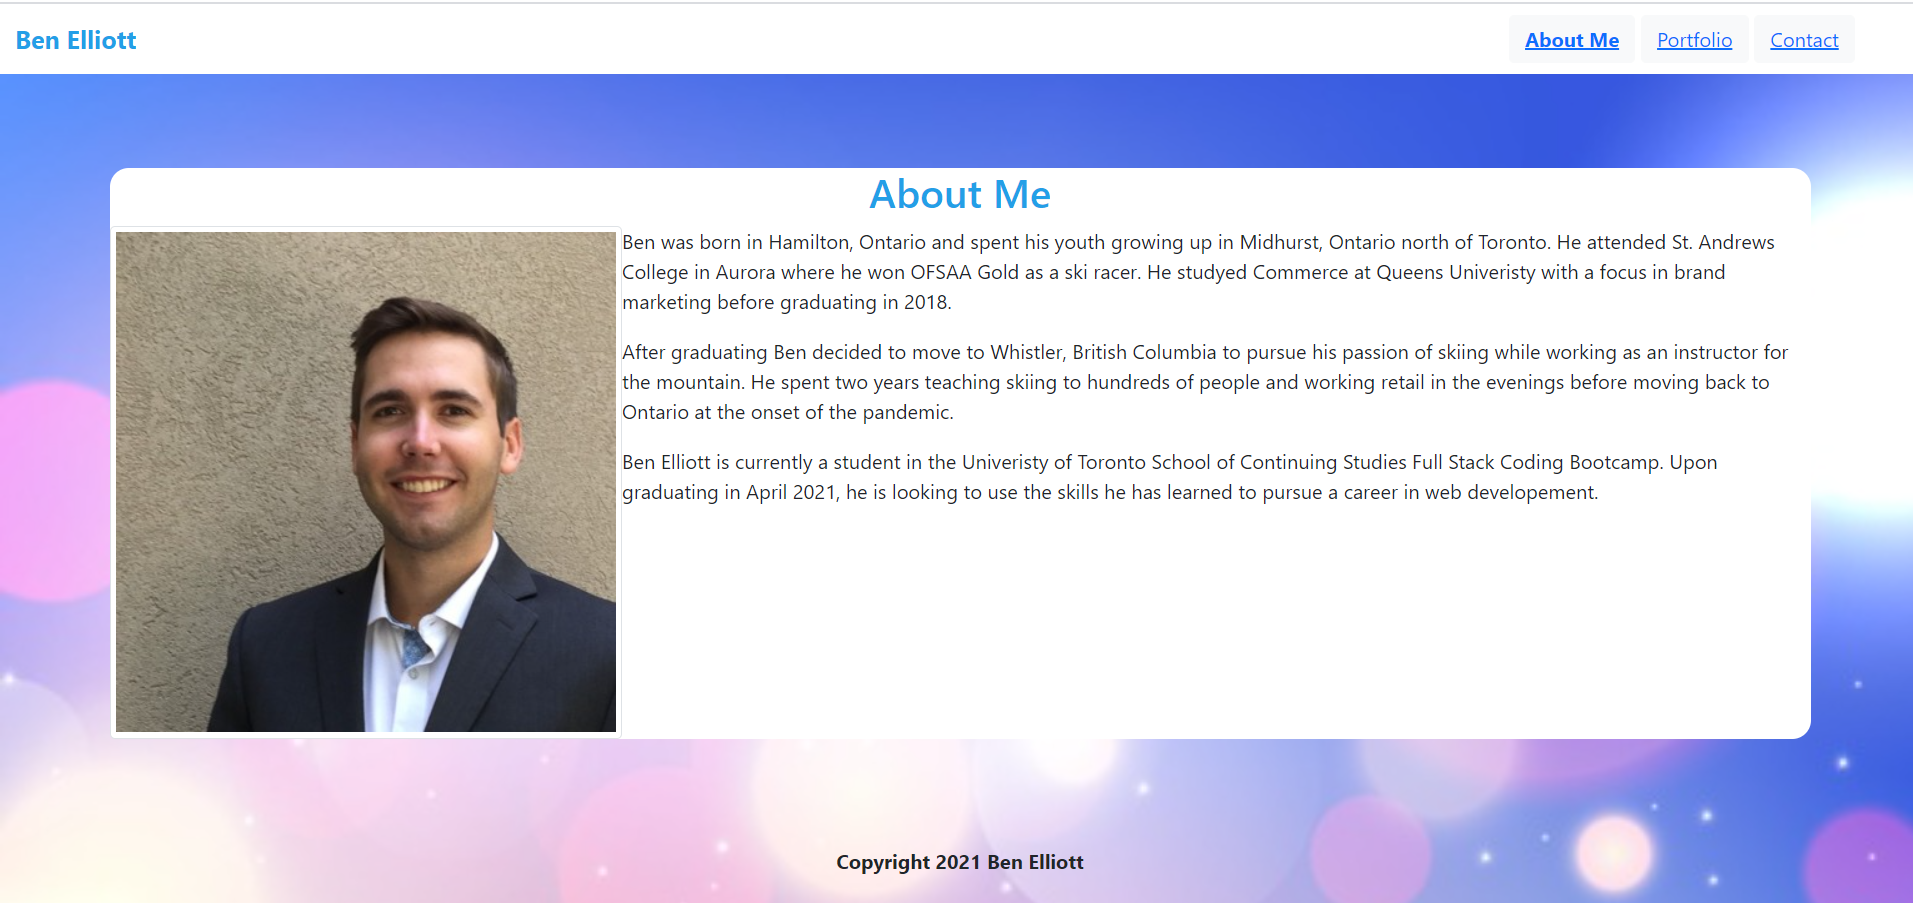 Ben Elliott
About Me
Portfolio
Contact
About Me
Ben was born in Hamilton, Ontario and spent his youth growing up in Midhurst, Ontario north of Toronto. He attended St. Andrews
College in Aurora where he won OFSAA Gold as a ski racer. He studyed Commerce at Queens Univeristy with a focus in brand
marketing before graduating in 2018.
After graduating Ben decided to move to Whistler, British Columbia to pursue his passion of skiing while working as an instructor for
the mountain. He spent two years teaching skiing to hundreds of people and working retail in the evenings before moving back to
Ontario at the onset of the pandemic.
Ben Elliott is currently a student in the Univeristy of Toronto School of Continuing Studies Full Stack Coding Bootcamp. Upon
graduating in April 2021, he is looking to use the skills he has learned to pursue a career in web developement.
Copyright 2021 Ben Elliott